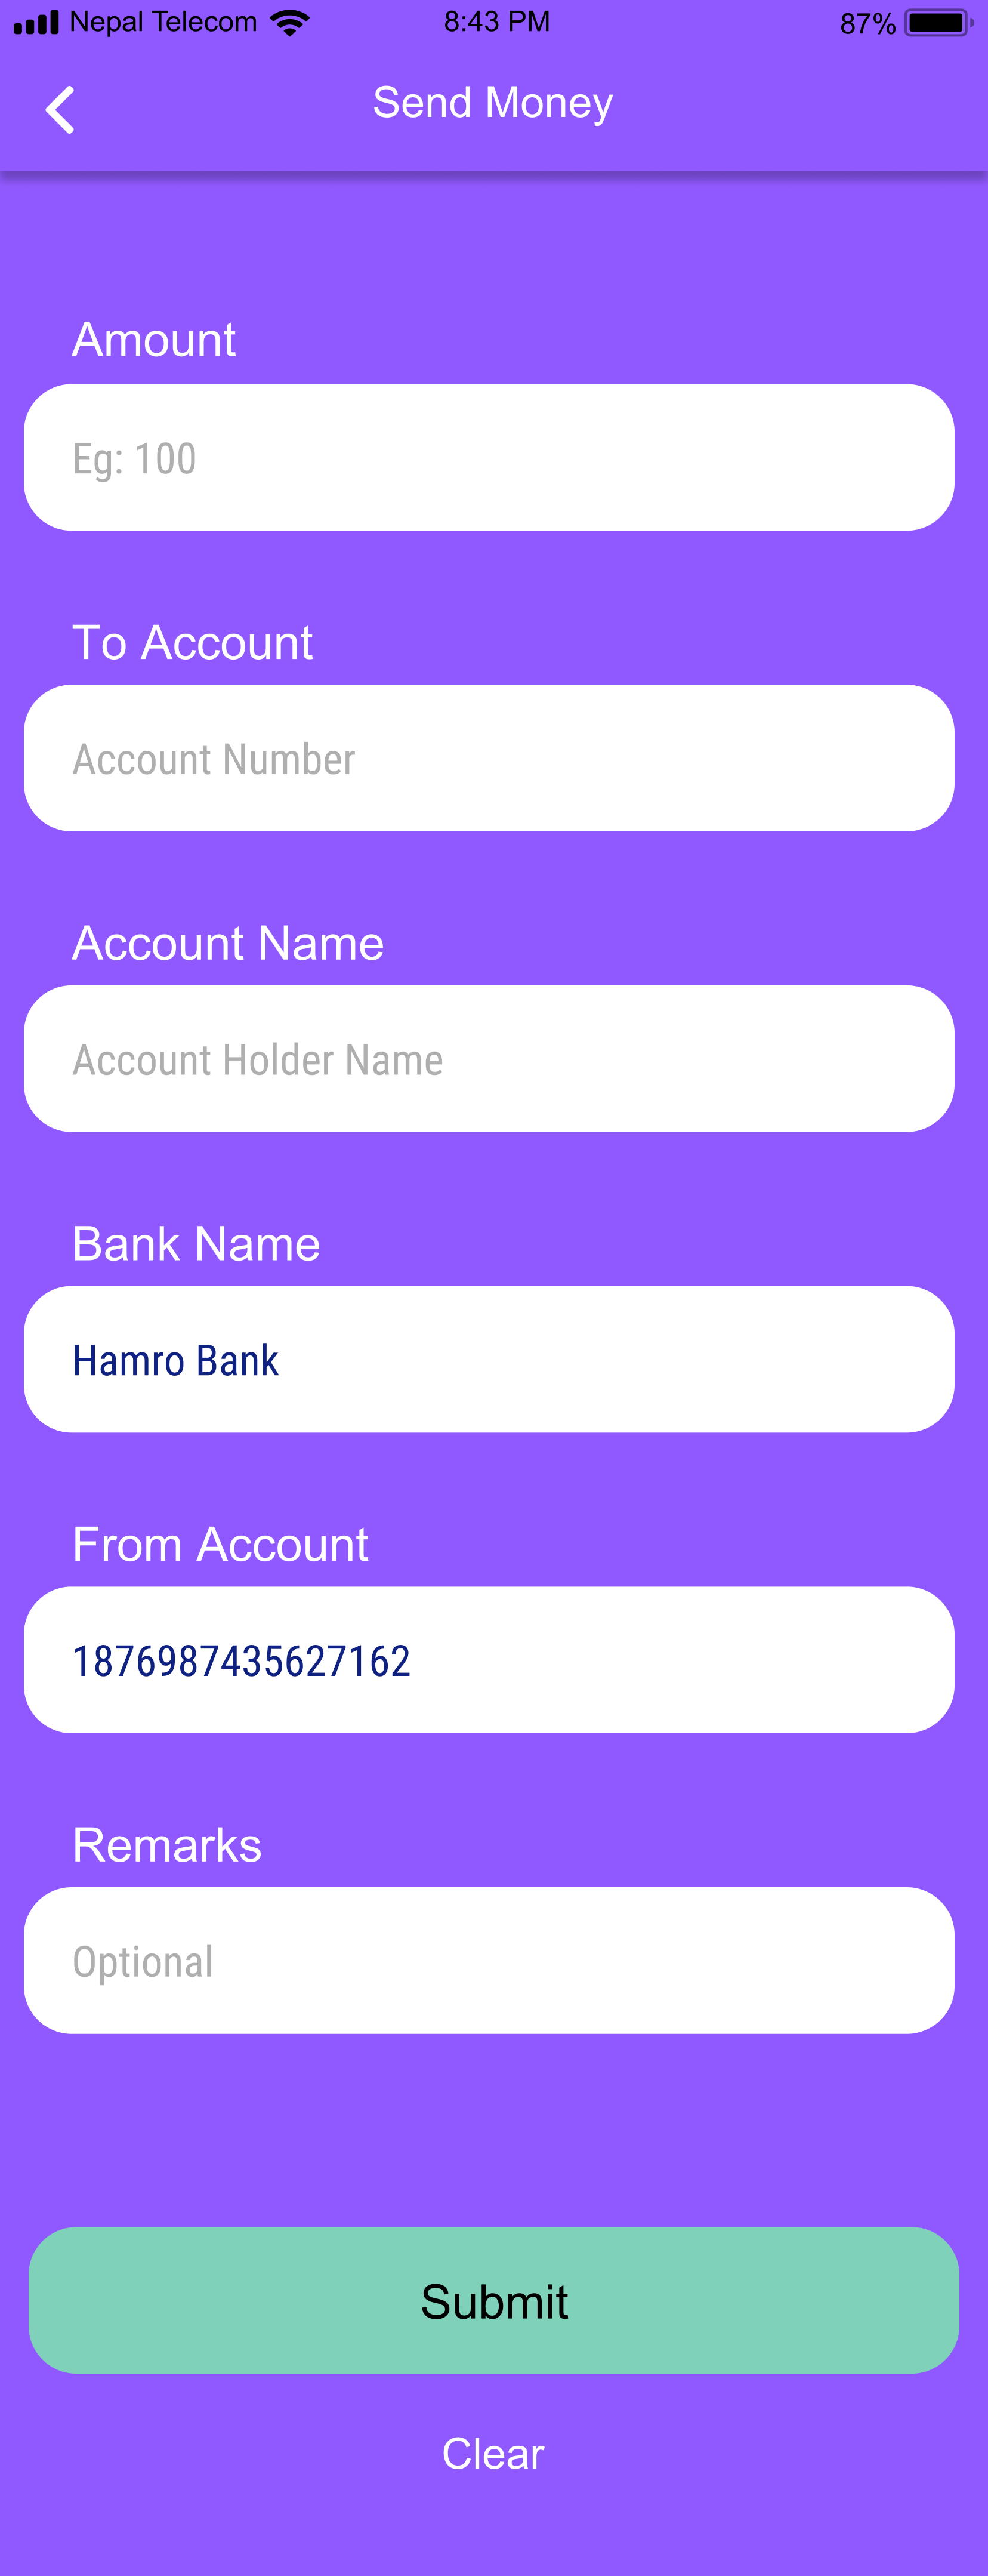 Nepal Telecom 8:43 PM 87%
Send Money
Amount
Eg: 100
To Account
Account Number
Account Name
Account Holder Name
Bank Name
Hamro Bank
From Account
1876987435627162
Remarks
Optional
Submit
Clear